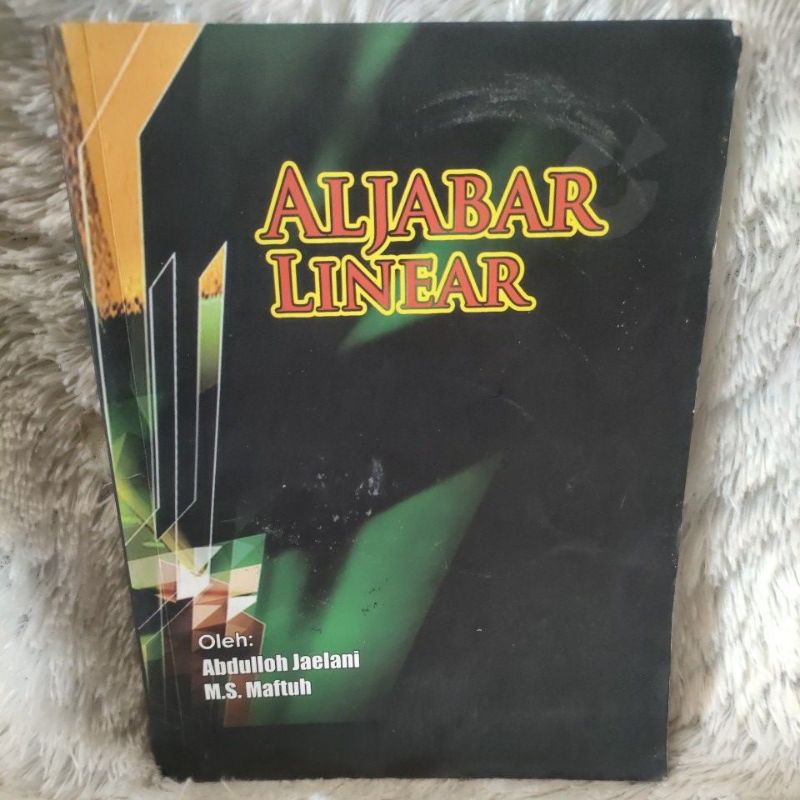 ALJABAR
LINEAR
Oleh:
Abdulloh Jaelani
M.S. Maftuh